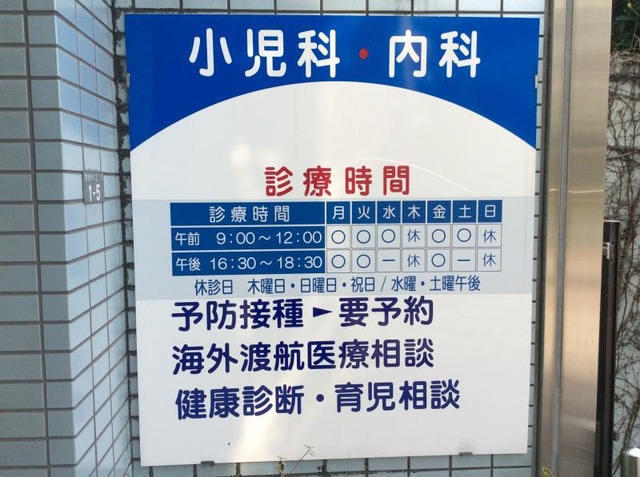 小児科・内科
診療時間
診療時間 月 火 水 木 金 土 日
午前 9:00～12:00 ○ ○ ○ 休 ○ ○ 休
午後 16:30～18:30 ○ ○ ー 休 ○ ー 休
休診日 木曜日・日曜日・祝日/水曜・土曜午後
予防接種►要予約
海外渡航医療相談
健康診断・育児相談
1-5